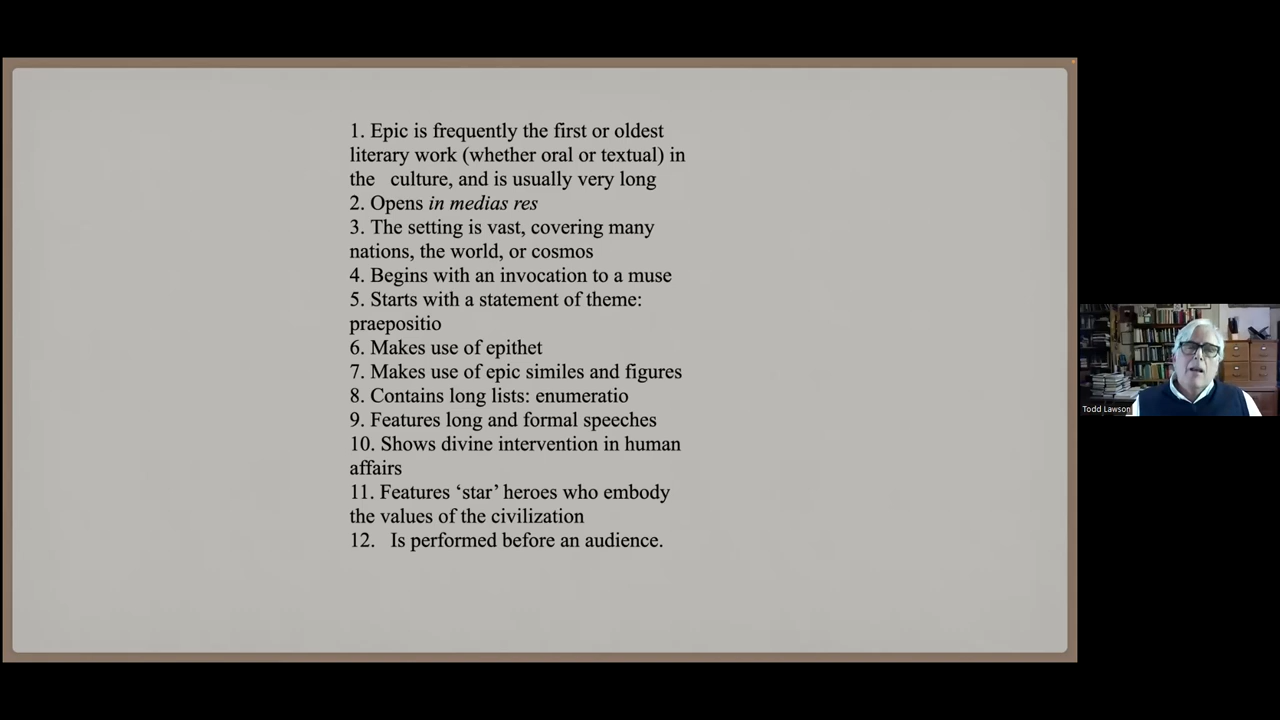 1. Epic is frequently the first or oldest
literary work (whether oral or textual) in
the culture, and is usually very long
2. Opens in medias res
3. The setting is vast, covering many
nations, the world, or cosmos
4. Begins with an invocation to a muse
5. Starts with a statement of theme:
praepositio
6. Makes use of epithet
7. Makes use of epic similes and figures
8. Contains long lists: enumeratio
9. Features long and formal speeches
10. Shows divine intervention in human
affairs
11. Features ‘star’ heroes who embody
the values of the civilization
12. Is performed before an audience.
Todd Lawson